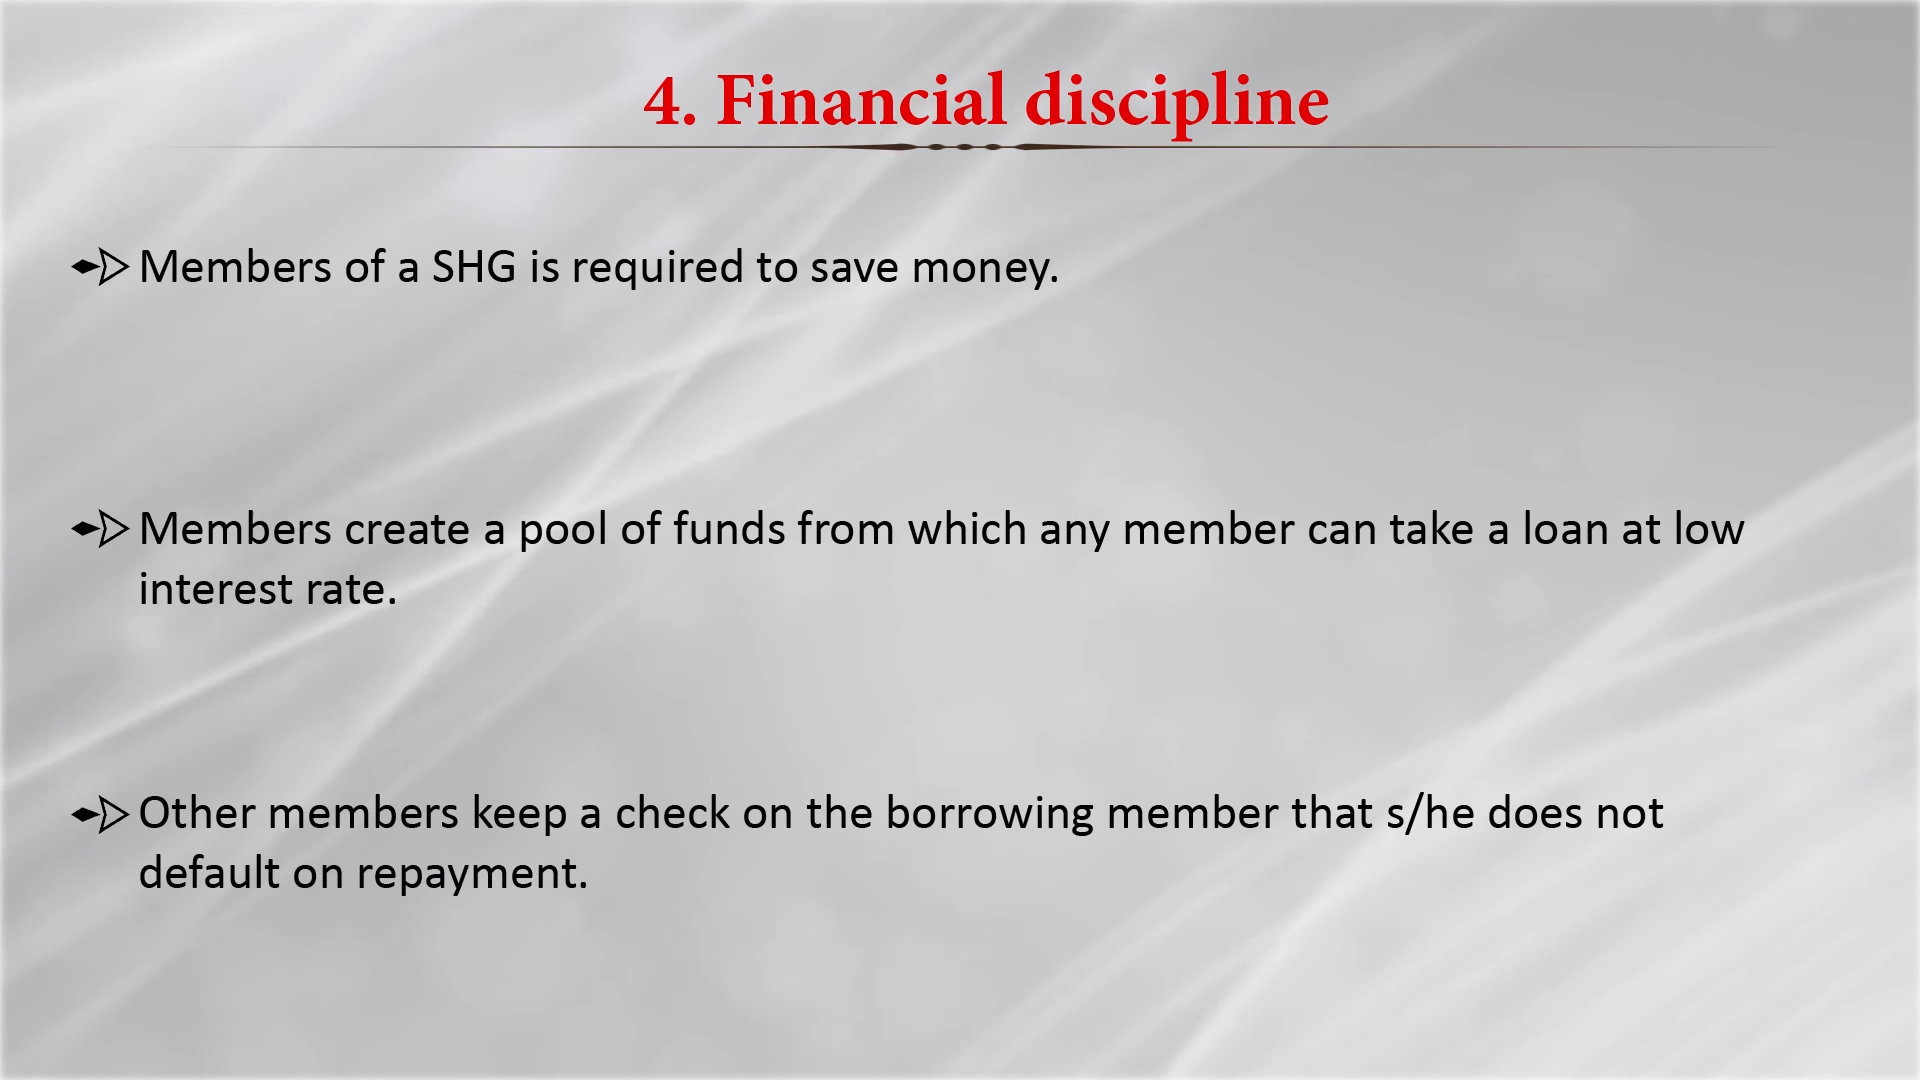 4. Financial discipline
Members of a SHG is required to save money.
Members create a pool of funds from which any member can take a loan at low
interest rate.
Other members keep a check on the borrowing member that s/he does not
default on repayment.